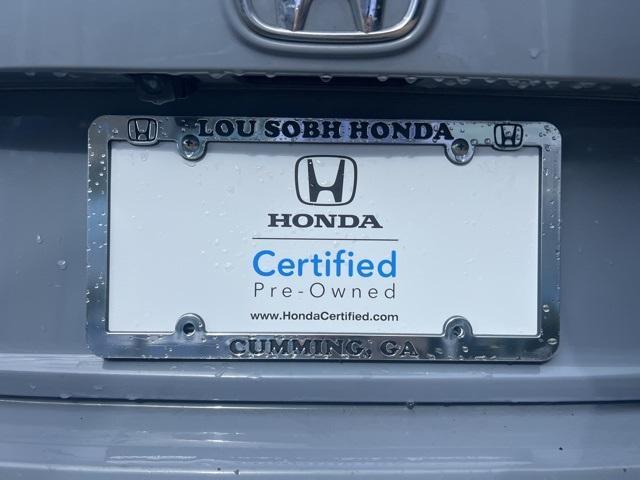 LOU SOBH HONDA
HONDA
Certified
Pre-Owned
www.HondaCertified.com
CUMMING, GA